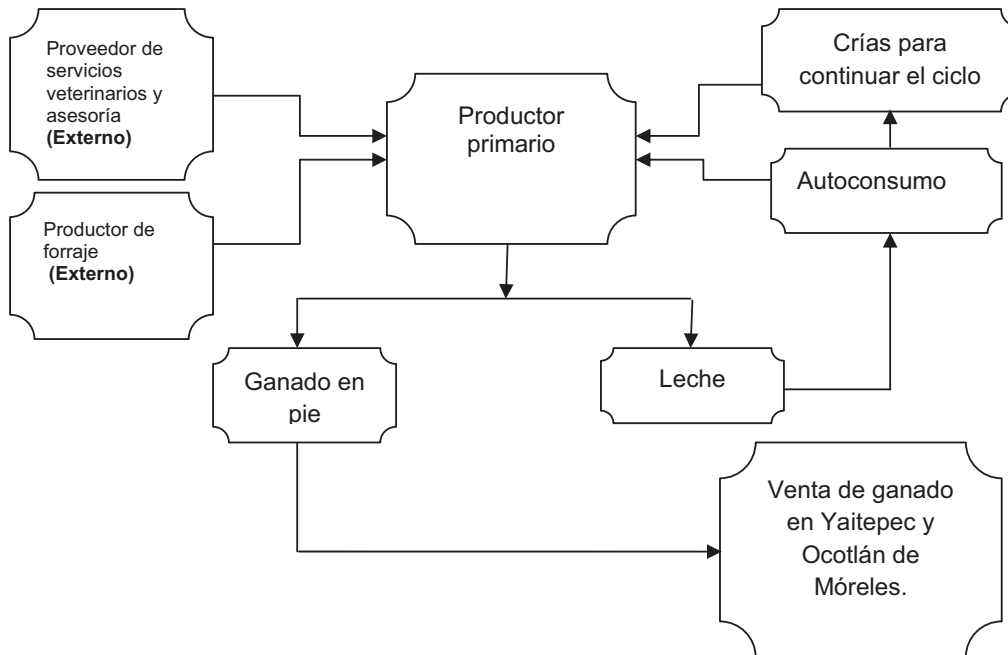 Proveedor de
servicios
veterinarios y
asesoría
(Externo)
Productor de
forraje
(Externo)
Productor
primario
Crías para
continuar el ciclo
Autoconsumo
Ganado en
pie
Leche
Venta de ganado
en Yaitepec y
Ocotlán de
Móreles.